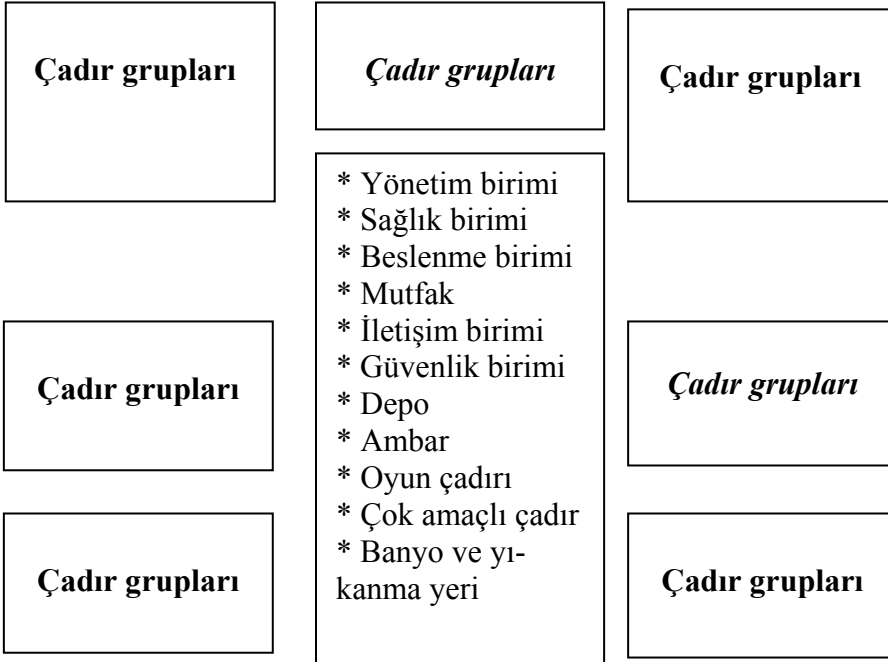 Çadır grupları
Çadır grupları
Çadır grupları
* Yönetim birimi
* Sağlık birimi
* Beslenme birimi
* Mutfak
* İletişim birimi
* Güvenlik birimi
* Depo
* Ambar
* Oyun çadırı
* Çok amaçlı çadır
* Banyo ve yı-
kanma yeri
Çadır grupları
Çadır grupları
Çadır grupları
Çadır grupları